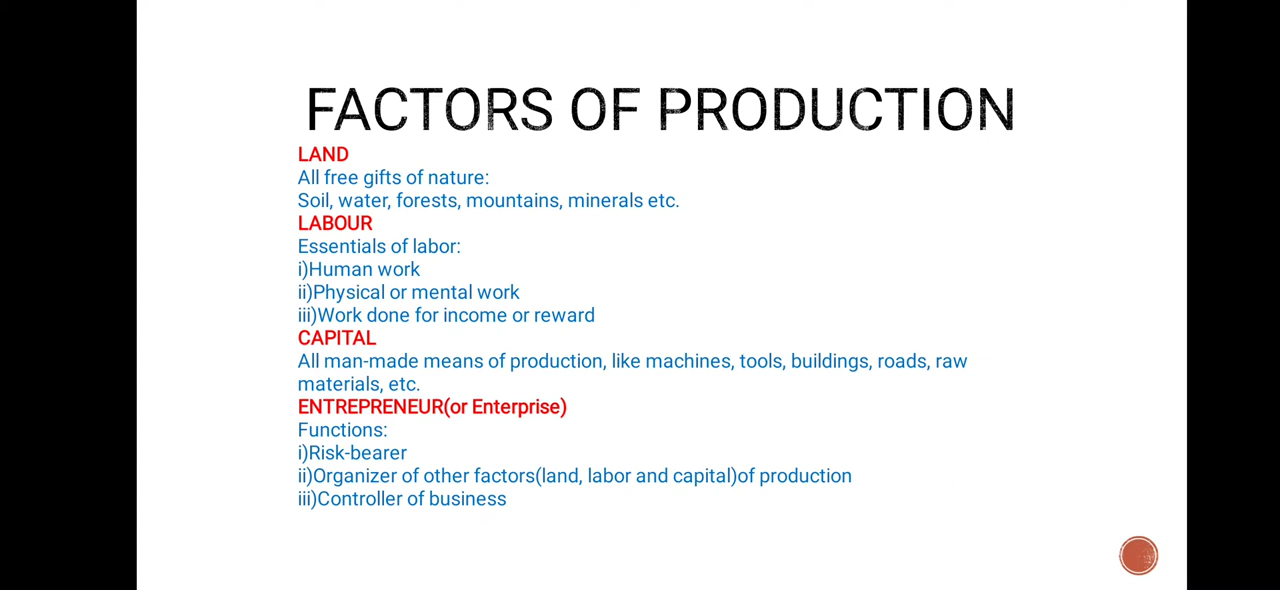 FACTORS OF PRODUCTION
LAND
All free gifts of nature:
Soil, water, forests, mountains, minerals etc.
LABOUR
Essentials of labor:
i)Human work
ii)Physical or mental work
iii)Work done for income or reward
CAPITAL
All man-made means of production, like machines, tools, buildings, roads, raw
materials, etc.
ENTREPRENEUR(or Enterprise)
Functions:
i)Risk-bearer
ii)Organizer of other factors(land, labor and capital)of production
iii)Controller of business